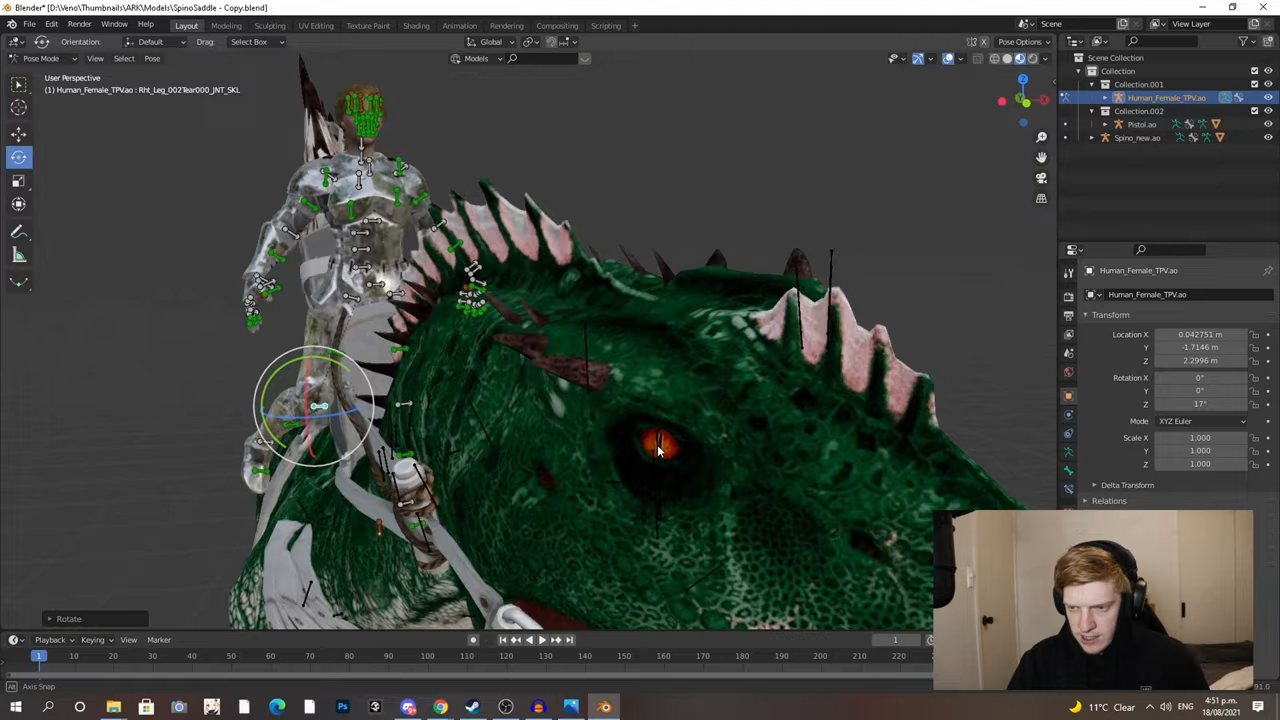 Blender* [D:\Veno\Thumbnails\ARK\Models\SpinoSaddle - Copy.blend]
File Edit Render Window Help Layout Modeling Sculpting UV Editing Texture Paint Shading Animation Rendering Compositing Scripting Scene View Layer
Orientation: Default Drag: Select Box Global Pose Options
Pose Mode View Select Pose Models
User Perspective
(1) Human_Female_TPV.ao : Rht_Leg_002Tear000_JNT_SKL
Scene Collection
Collection
Collection.001
Human_Female_TPV.ao
Collection.002
Pistol.ao
Spino_new.ao
Human_Female_TPV.ao
Human_Female_TPV.ao
Transform
Location X 0.042751 m
Y -1.7146 m
Z 2.2996 m
Rotation X 0°
Y 0°
Z 17°
Mode XYZ Euler
Scale X 1.000
Y 1.000
Z 1.000
Delta Transform
Relations
Rotate
Playback Keying View Marker 1
1 10 20 30 40 50 60 70 80 90 100 110 120 130 140 150 160 170 180 190 200 210 220
Axis Snap 91.0
11°C Clear ENG 4:51 p.m.
18/08/2021